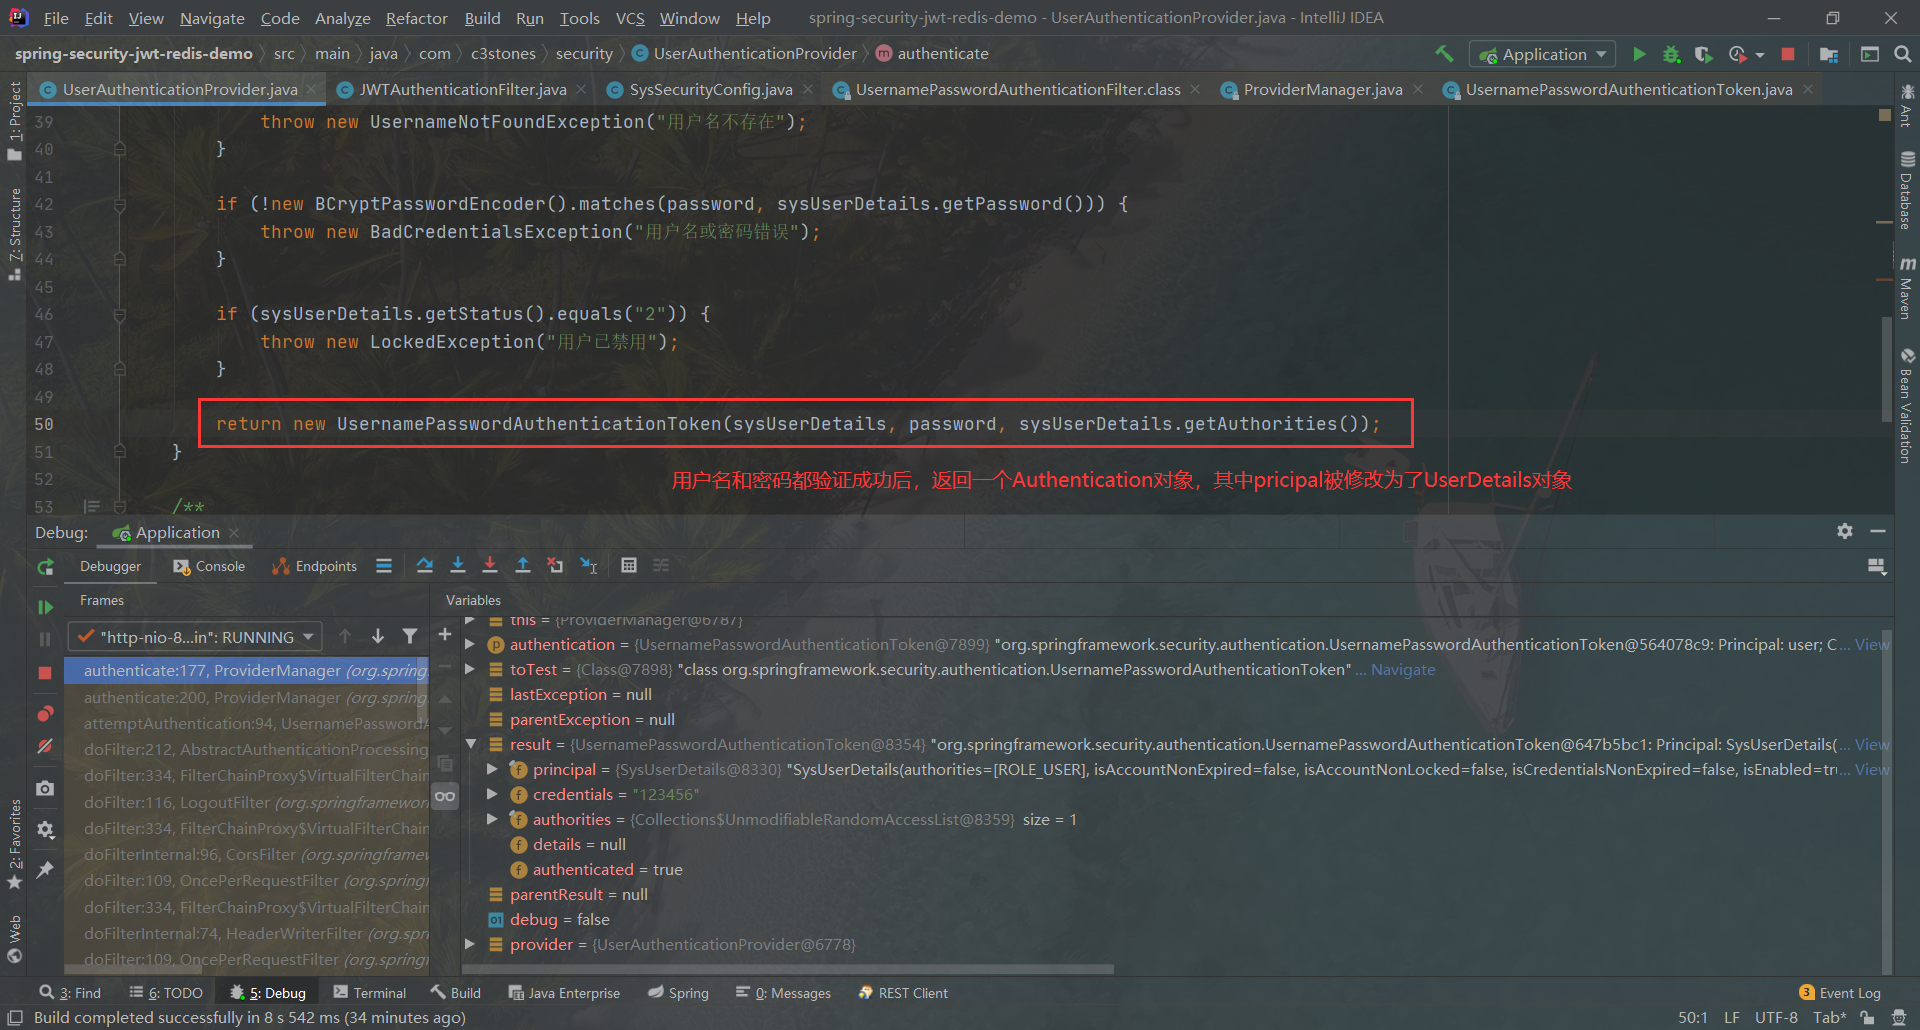 File Edit View Navigate Code Analyze Refactor Build Run Tools VCS Window Help spring-security-jwt-redis-demo - UserAuthenticationProvider.java - IntelliJ IDEA
spring-security-jwt-redis-demo src main java com c3stones security UserAuthenticationProvider authenticate Application
UserAuthenticationProvider.java JWTAuthenticationFilter.java SysSecurityConfig.java UsernamePasswordAuthenticationFilter.class ProviderManager.java UsernamePasswordAuthenticationToken.java
1: Project
7: Structure
2: Favorites
Web
Ant
Database
Maven
Bean Validation
39 throw new UsernameNotFoundException("用户名不存在");
40 }
41
42 if (!new BCryptPasswordEncoder().matches(password, sysUserDetails.getPassword())) {
43 throw new BadCredentialsException("用户名或密码错误");
44 }
45
46 if (sysUserDetails.getStatus().equals("2")) {
47 throw new LockedException("用户已禁用");
48 }
49
50 return new UsernamePasswordAuthenticationToken(sysUserDetails, password, sysUserDetails.getAuthorities());
51 }
52 用户名和密码都验证成功后，返回一个Authentication对象，其中pricipal被修改为了UserDetails对象
53 /**
Debug: Application
Debugger Console Endpoints
Frames
"http-nio-8...in": RUNNING
authenticate:177, ProviderManager (org.spring
authenticate:200, ProviderManager (org.spring
attemptAuthentication:94, UsernamePasswordA
doFilter:212, AbstractAuthenticationProcessing
doFilter:334, FilterChainProxy$VirtualFilterChain
doFilter:116, LogoutFilter (org.springframework
doFilter:334, FilterChainProxy$VirtualFilterChain
doFilterInternal:96, CorsFilter (org.springframew
doFilter:109, OncePerRequestFilter (org.springf
doFilter:334, FilterChainProxy$VirtualFilterChain
doFilterInternal:74, HeaderWriterFilter (org.spri
doFilter:109, OncePerRequestFilter (org.springf
Variables
this = {ProviderManager@6787}
authentication = {UsernamePasswordAuthenticationToken@7899} "org.springframework.security.authentication.UsernamePasswordAuthenticationToken@564078c9: Principal: user; C... View
toTest = {Class@7898} "class org.springframework.security.authentication.UsernamePasswordAuthenticationToken" ... Navigate
lastException = null
parentException = null
result = {UsernamePasswordAuthenticationToken@8354} "org.springframework.security.authentication.UsernamePasswordAuthenticationToken@647b5bc1: Principal: SysUserDetails(... View
principal = {SysUserDetails@8330} "SysUserDetails(authorities=[ROLE_USER], isAccountNonExpired=false, isAccountNonLocked=false, isCredentialsNonExpired=false, isEnabled=tru... View
credentials = "123456"
authorities = {Collections$UnmodifiableRandomAccessList@8359} size = 1
details = null
authenticated = true
parentResult = null
debug = false
provider = {UserAuthenticationProvider@6778}
3: Find 6: TODO 5: Debug Terminal Build Java Enterprise Spring 0: Messages REST Client 3 Event Log
Build completed successfully in 8 s 542 ms (34 minutes ago) 50:1 LF UTF-8 Tab*